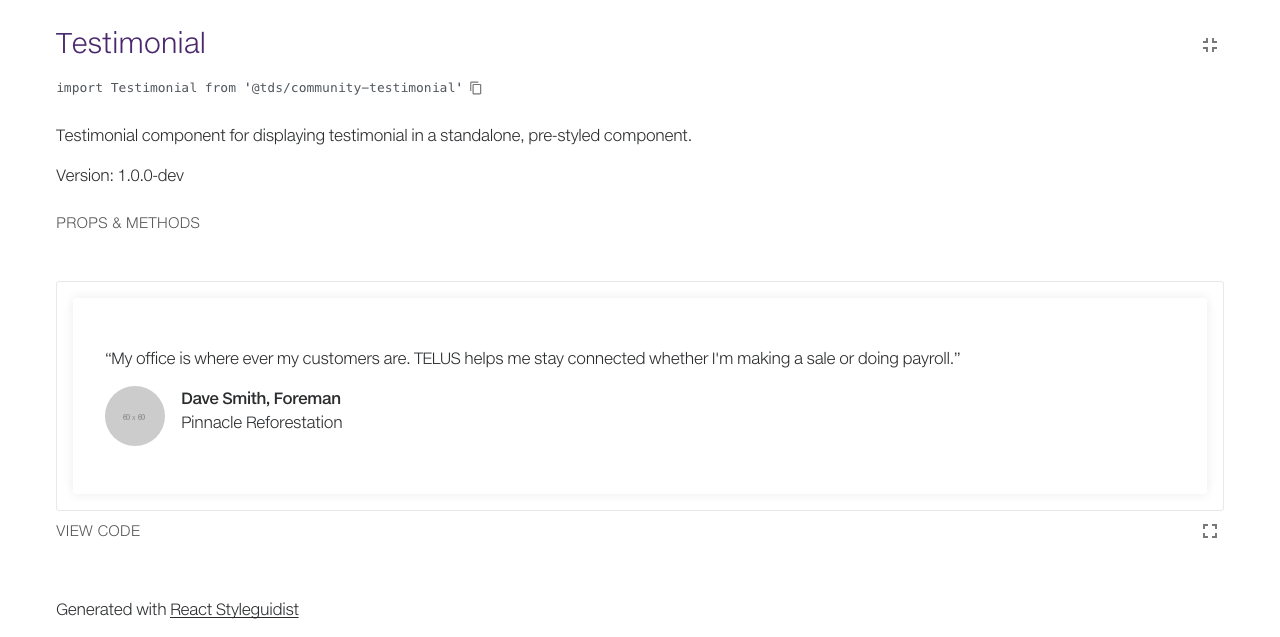 Testimonial
import Testimonial from '@tds/community-testimonial'
Testimonial component for displaying testimonial in a standalone, pre-styled component.
Version: 1.0.0-dev
PROPS & METHODS
“My office is where ever my customers are. TELUS helps me stay connected whether I'm making a sale or doing payroll.”
60 x 60
Dave Smith, Foreman
Pinnacle Reforestation
VIEW CODE
Generated with React Styleguidist